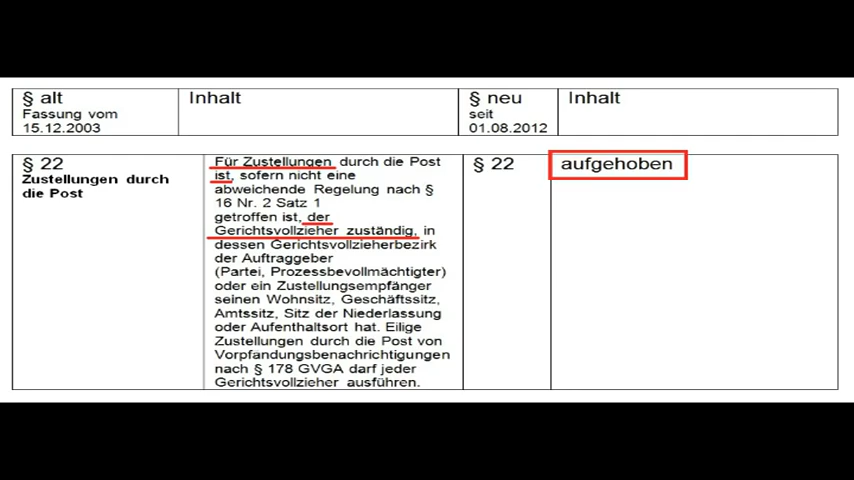 § alt
Fassung vom
15.12.2003
Inhalt
§ neu
seit
01.08.2012
Inhalt
§ 22
Zustellungen durch
die Post
Für Zustellungen durch die Post
ist, sofern nicht eine
abweichende Regelung nach §
16 Nr. 2 Satz 1
getroffen ist, der
Gerichtsvollzieher zuständig, in
dessen Gerichtsvollzieherbezirk
der Auftraggeber
(Partei, Prozessbevollmächtigter)
oder ein Zustellungsempfänger
seinen Wohnsitz, Geschäftssitz,
Amtssitz, Sitz der Niederlassung
oder Aufenthaltsort hat. Eilige
Zustellungen durch die Post von
Vorpfandungsbenachrichtigungen
nach § 178 GVGA darf jeder
Gerichtsvollzieher ausführen.
§ 22
aufgehoben